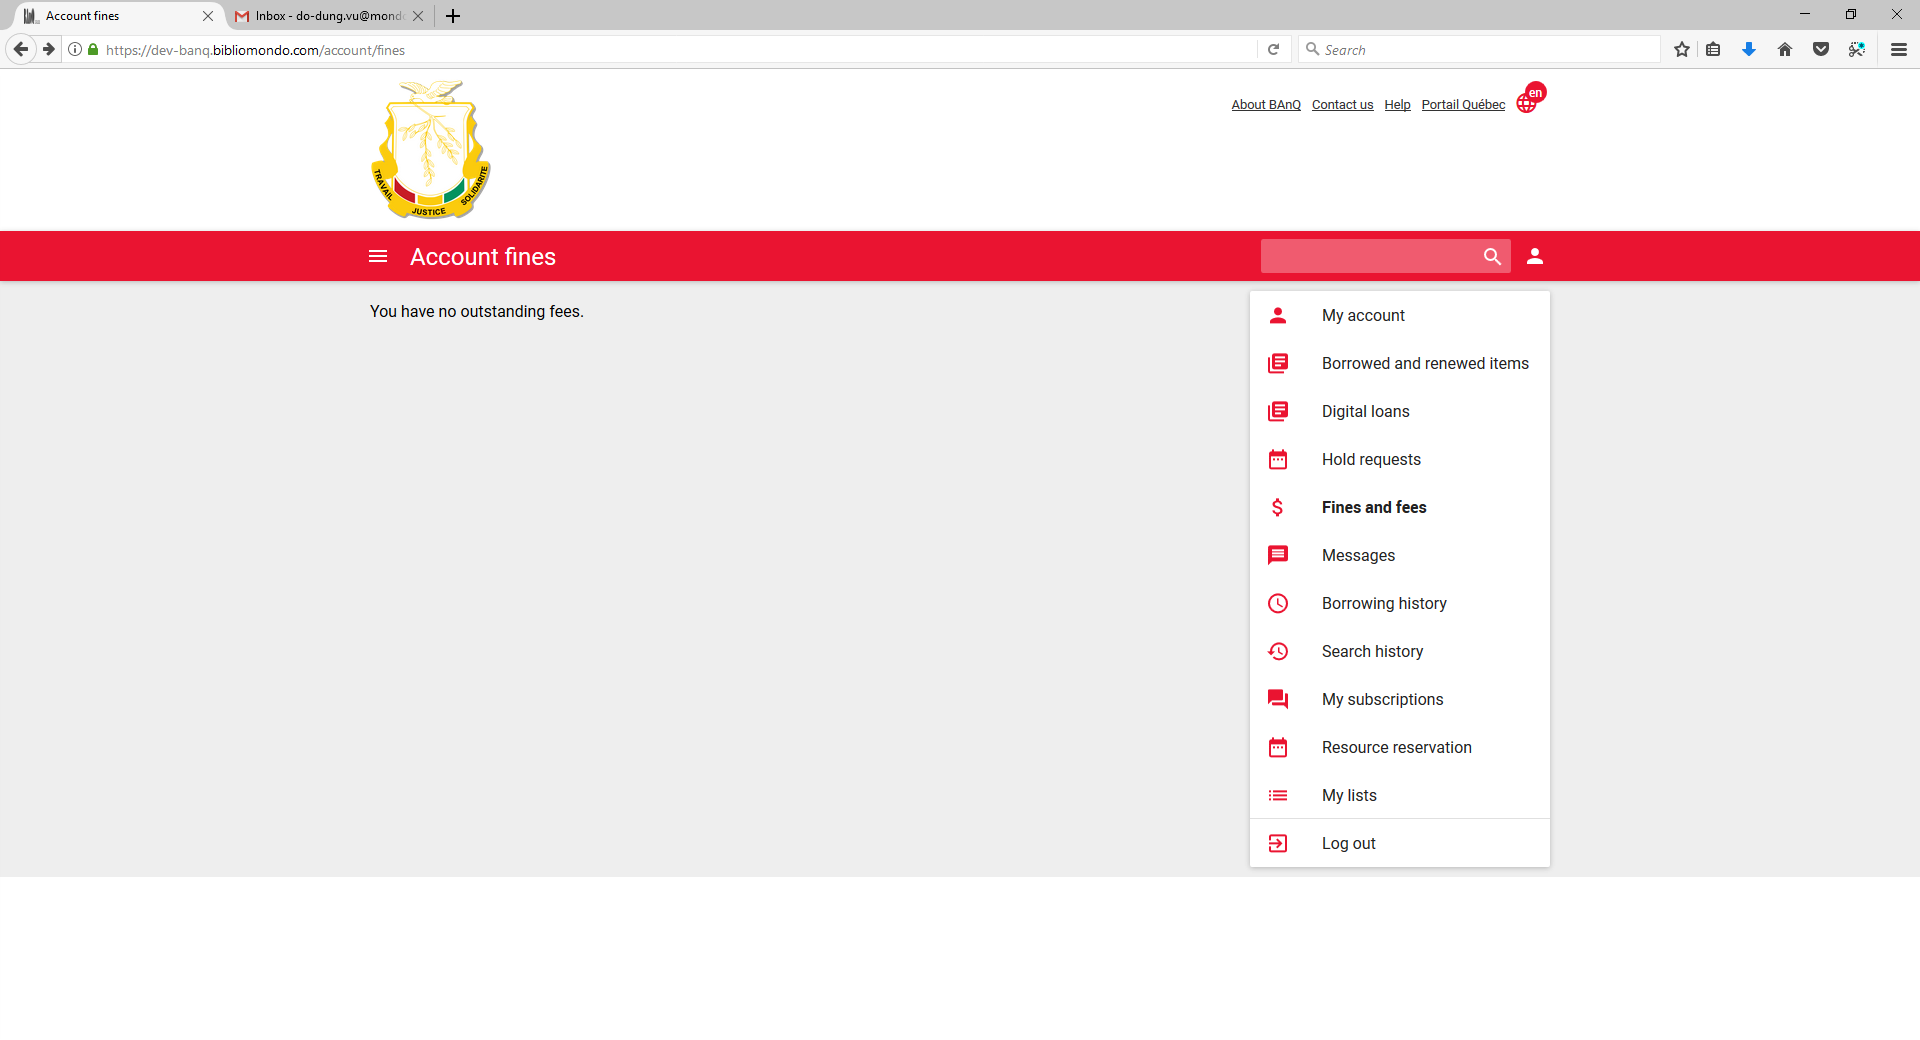 Account fines
Inbox - do-dung.vu@mond
https://dev-banq.bibliomondo.com/account/fines
Search
TRAVAIL
JUSTICE
SOLIDARITE
About BAnQ
Contact us
Help
Portail Québec
en
Account fines
You have no outstanding fees.
My account
Borrowed and renewed items
Digital loans
Hold requests
Fines and fees
Messages
Borrowing history
Search history
My subscriptions
Resource reservation
My lists
Log out